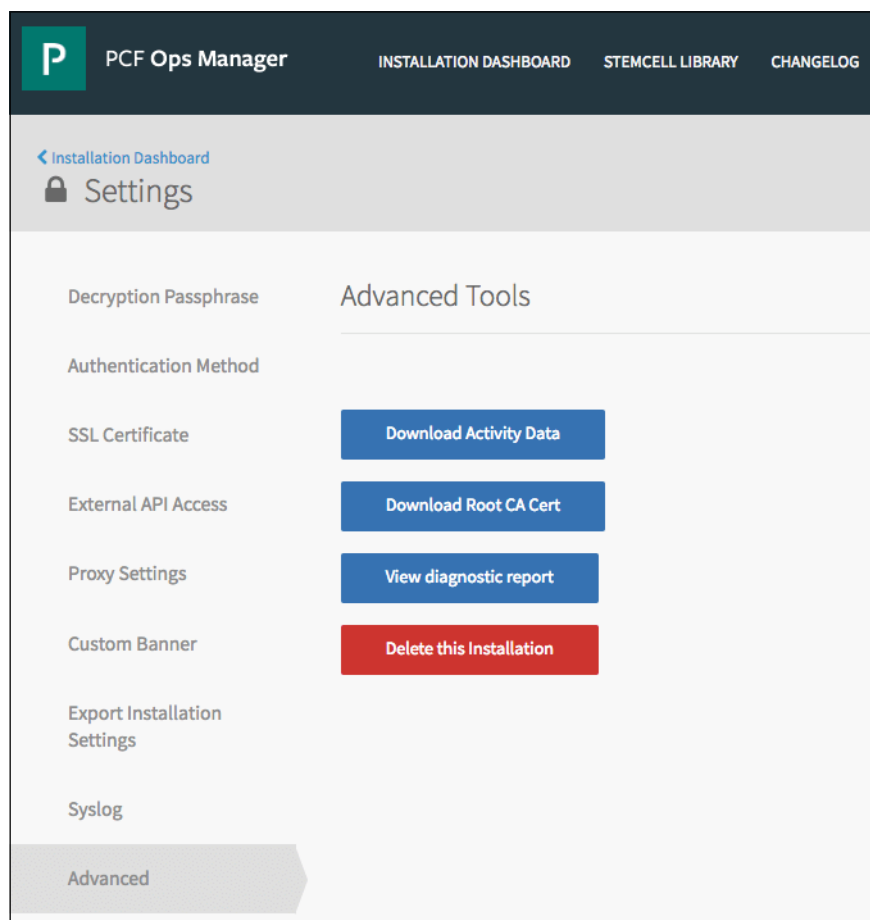 P PCF Ops Manager INSTALLATION DASHBOARD STEMCELL LIBRARY CHANGELOG
Installation Dashboard
Settings
Decryption Passphrase
Authentication Method
SSL Certificate
External API Access
Proxy Settings
Custom Banner
Export Installation
Settings
Syslog
Advanced
Advanced Tools
Download Activity Data
Download Root CA Cert
View diagnostic report
Delete this Installation